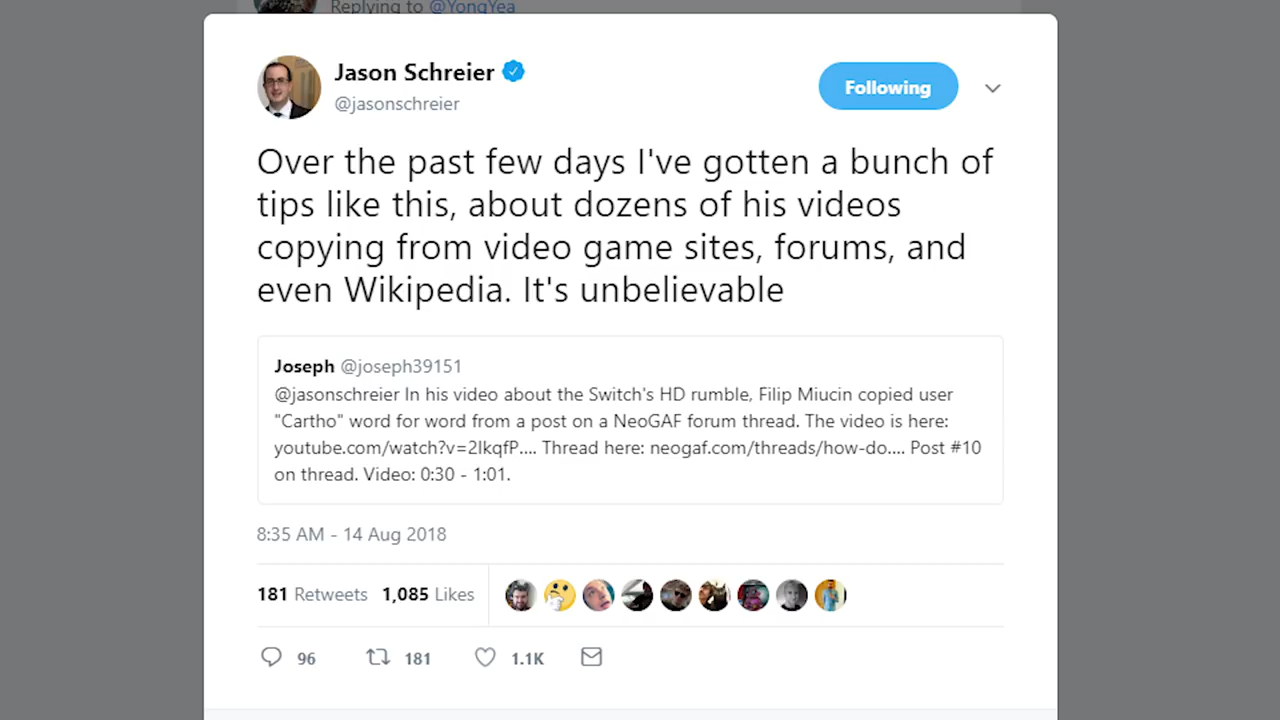 Replying to @YongYea
Jason Schreier
@jasonschreier
Following
Over the past few days I've gotten a bunch of
tips like this, about dozens of his videos
copying from video game sites, forums, and
even Wikipedia. It's unbelievable
Joseph @joseph39151
@jasonschreier In his video about the Switch's HD rumble, Filip Miucin copied user
"Cartho" word for word from a post on a NeoGAF forum thread. The video is here:
youtube.com/watch?v=2IkqfP.... Thread here: neogaf.com/threads/how-do.... Post #10
on thread. Video: 0:30 - 1:01.
8:35 AM - 14 Aug 2018
181 Retweets 1,085 Likes
96 181 1.1K